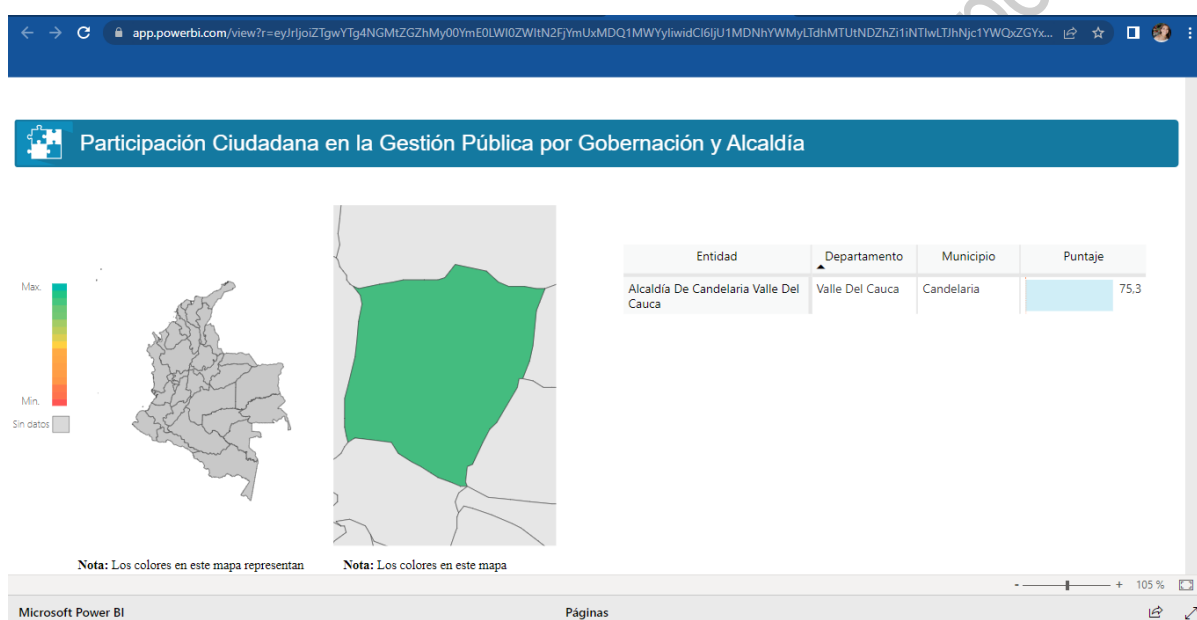 app.powerbi.com/view?r=eyJrIjoiZTgwYTg4NGMtZGZhMy00YmE0LWI0ZWItN2FjYmUxMDQ1MWYyIiwidCI6IjU1MDNhYWMyLTdhMTUtNDZhZi1iNTIwLTJhNjc1YWQxZGYx...
Participación Ciudadana en la Gestión Pública por Gobernación y Alcaldía
Entidad Departamento Municipio Puntaje
Alcaldía De Candelaria Valle Del Valle Del Cauca Candelaria 75,3
Cauca
Max.
Min.
Sin datos
Nota: Los colores en este mapa representan
Nota: Los colores en este mapa
- + 105 %
Microsoft Power BI Páginas